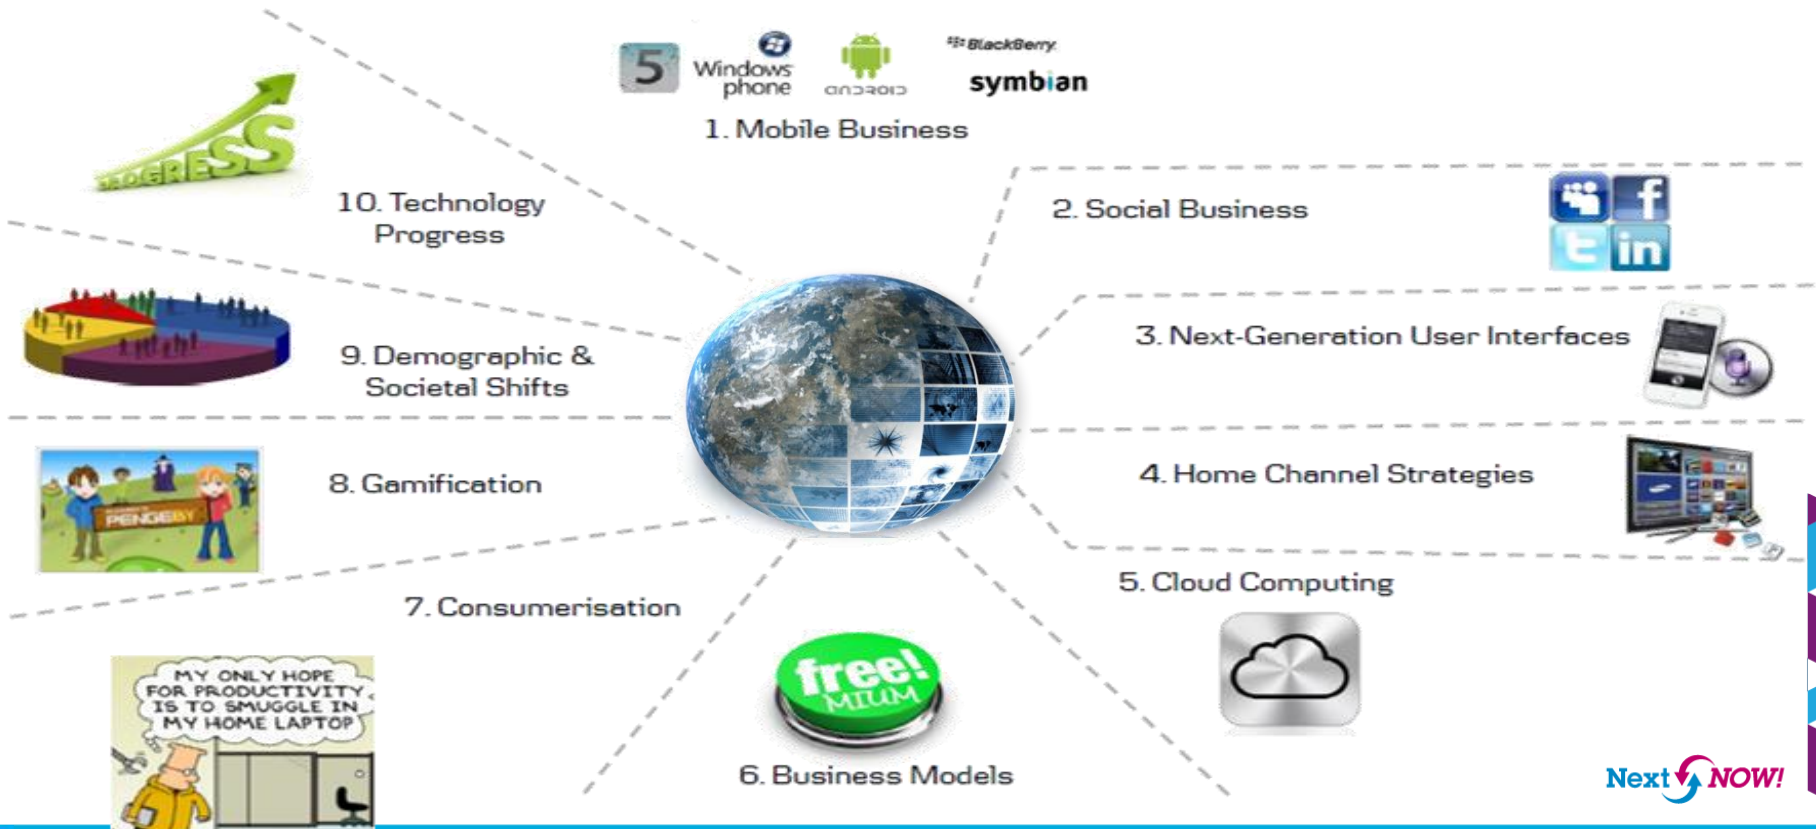 5
Windows
phone
ANDROID
BlackBerry
symbian
1. Mobile Business
2. Social Business
f
t
in
3. Next-Generation User Interfaces
4. Home Channel Strategies
5. Cloud Computing
free!
MIUM
6. Business Models
7. Consumerisation
MY ONLY HOPE
FOR PRODUCTIVITY
IS TO SMUGGLE IN
MY HOME LAPTOP
8. Gamification
PENGEBY
9. Demographic &
Societal Shifts
10. Technology
Progress
PROGRESS
Next NOW!